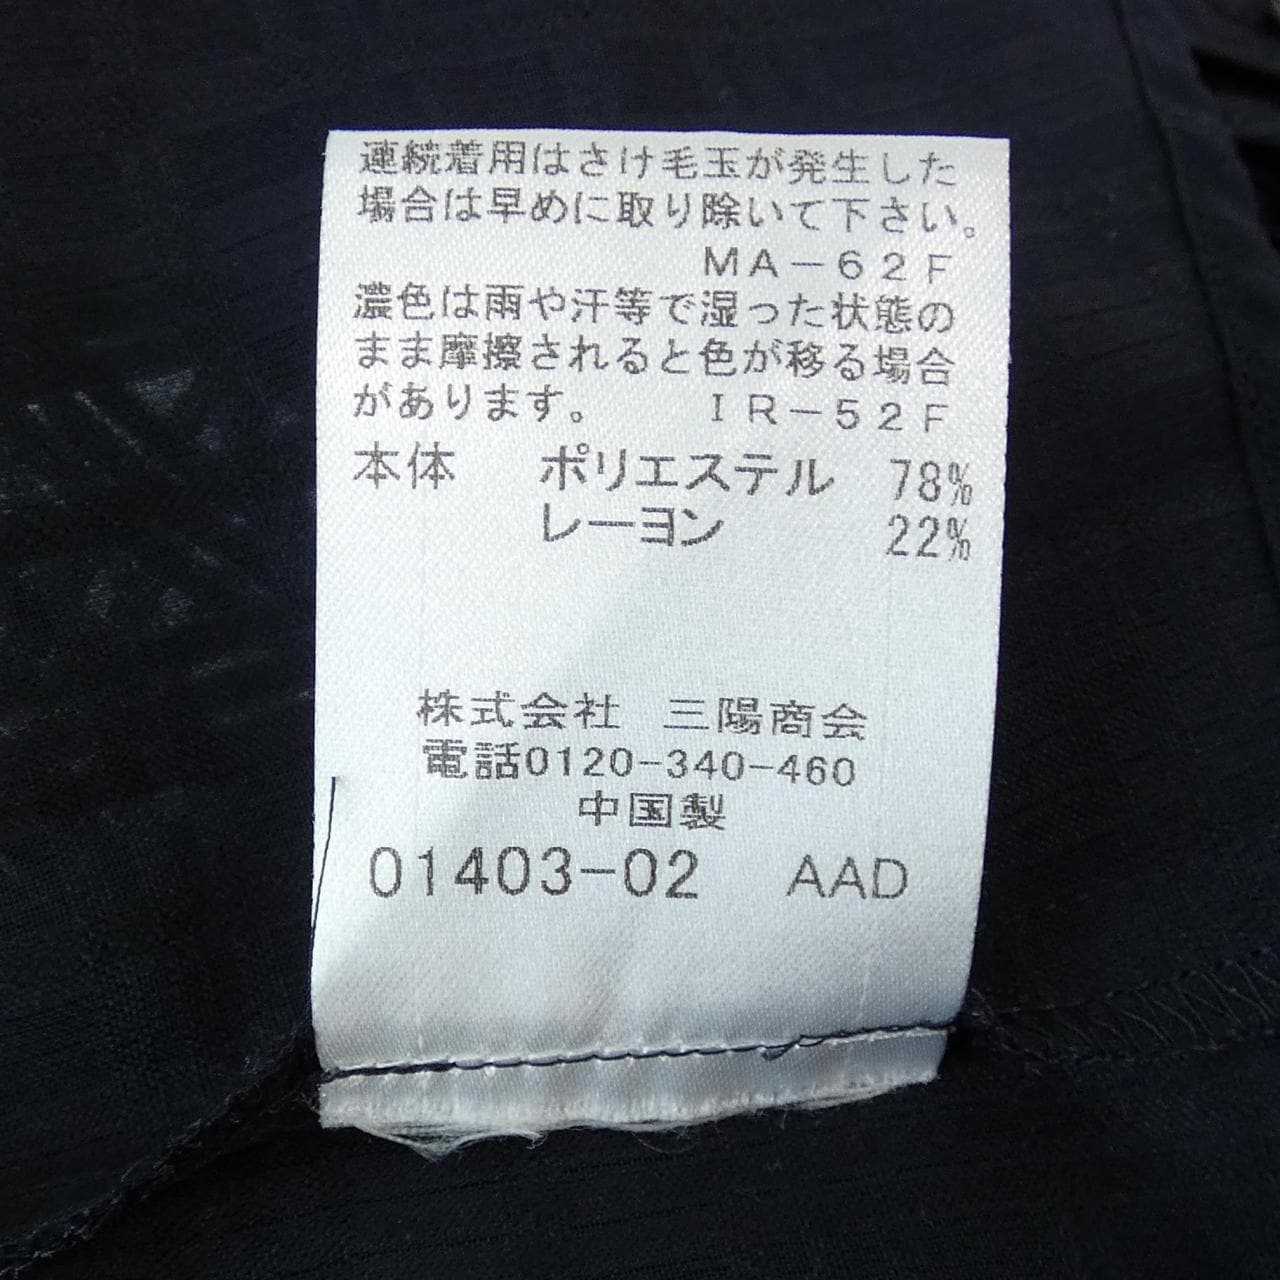 連続着用はさけ毛玉が発生した
場合は早めに取り除いて下さい。
MA－62F
濃色は雨や汗等で湿った状態の
まま摩擦されると色が移る場合
があります。 IR－52F
本体 ポリエステル 78%
レーヨン 22%
株式会社 三陽商会
電話0120-340-460
中国製
01403-02 AAD